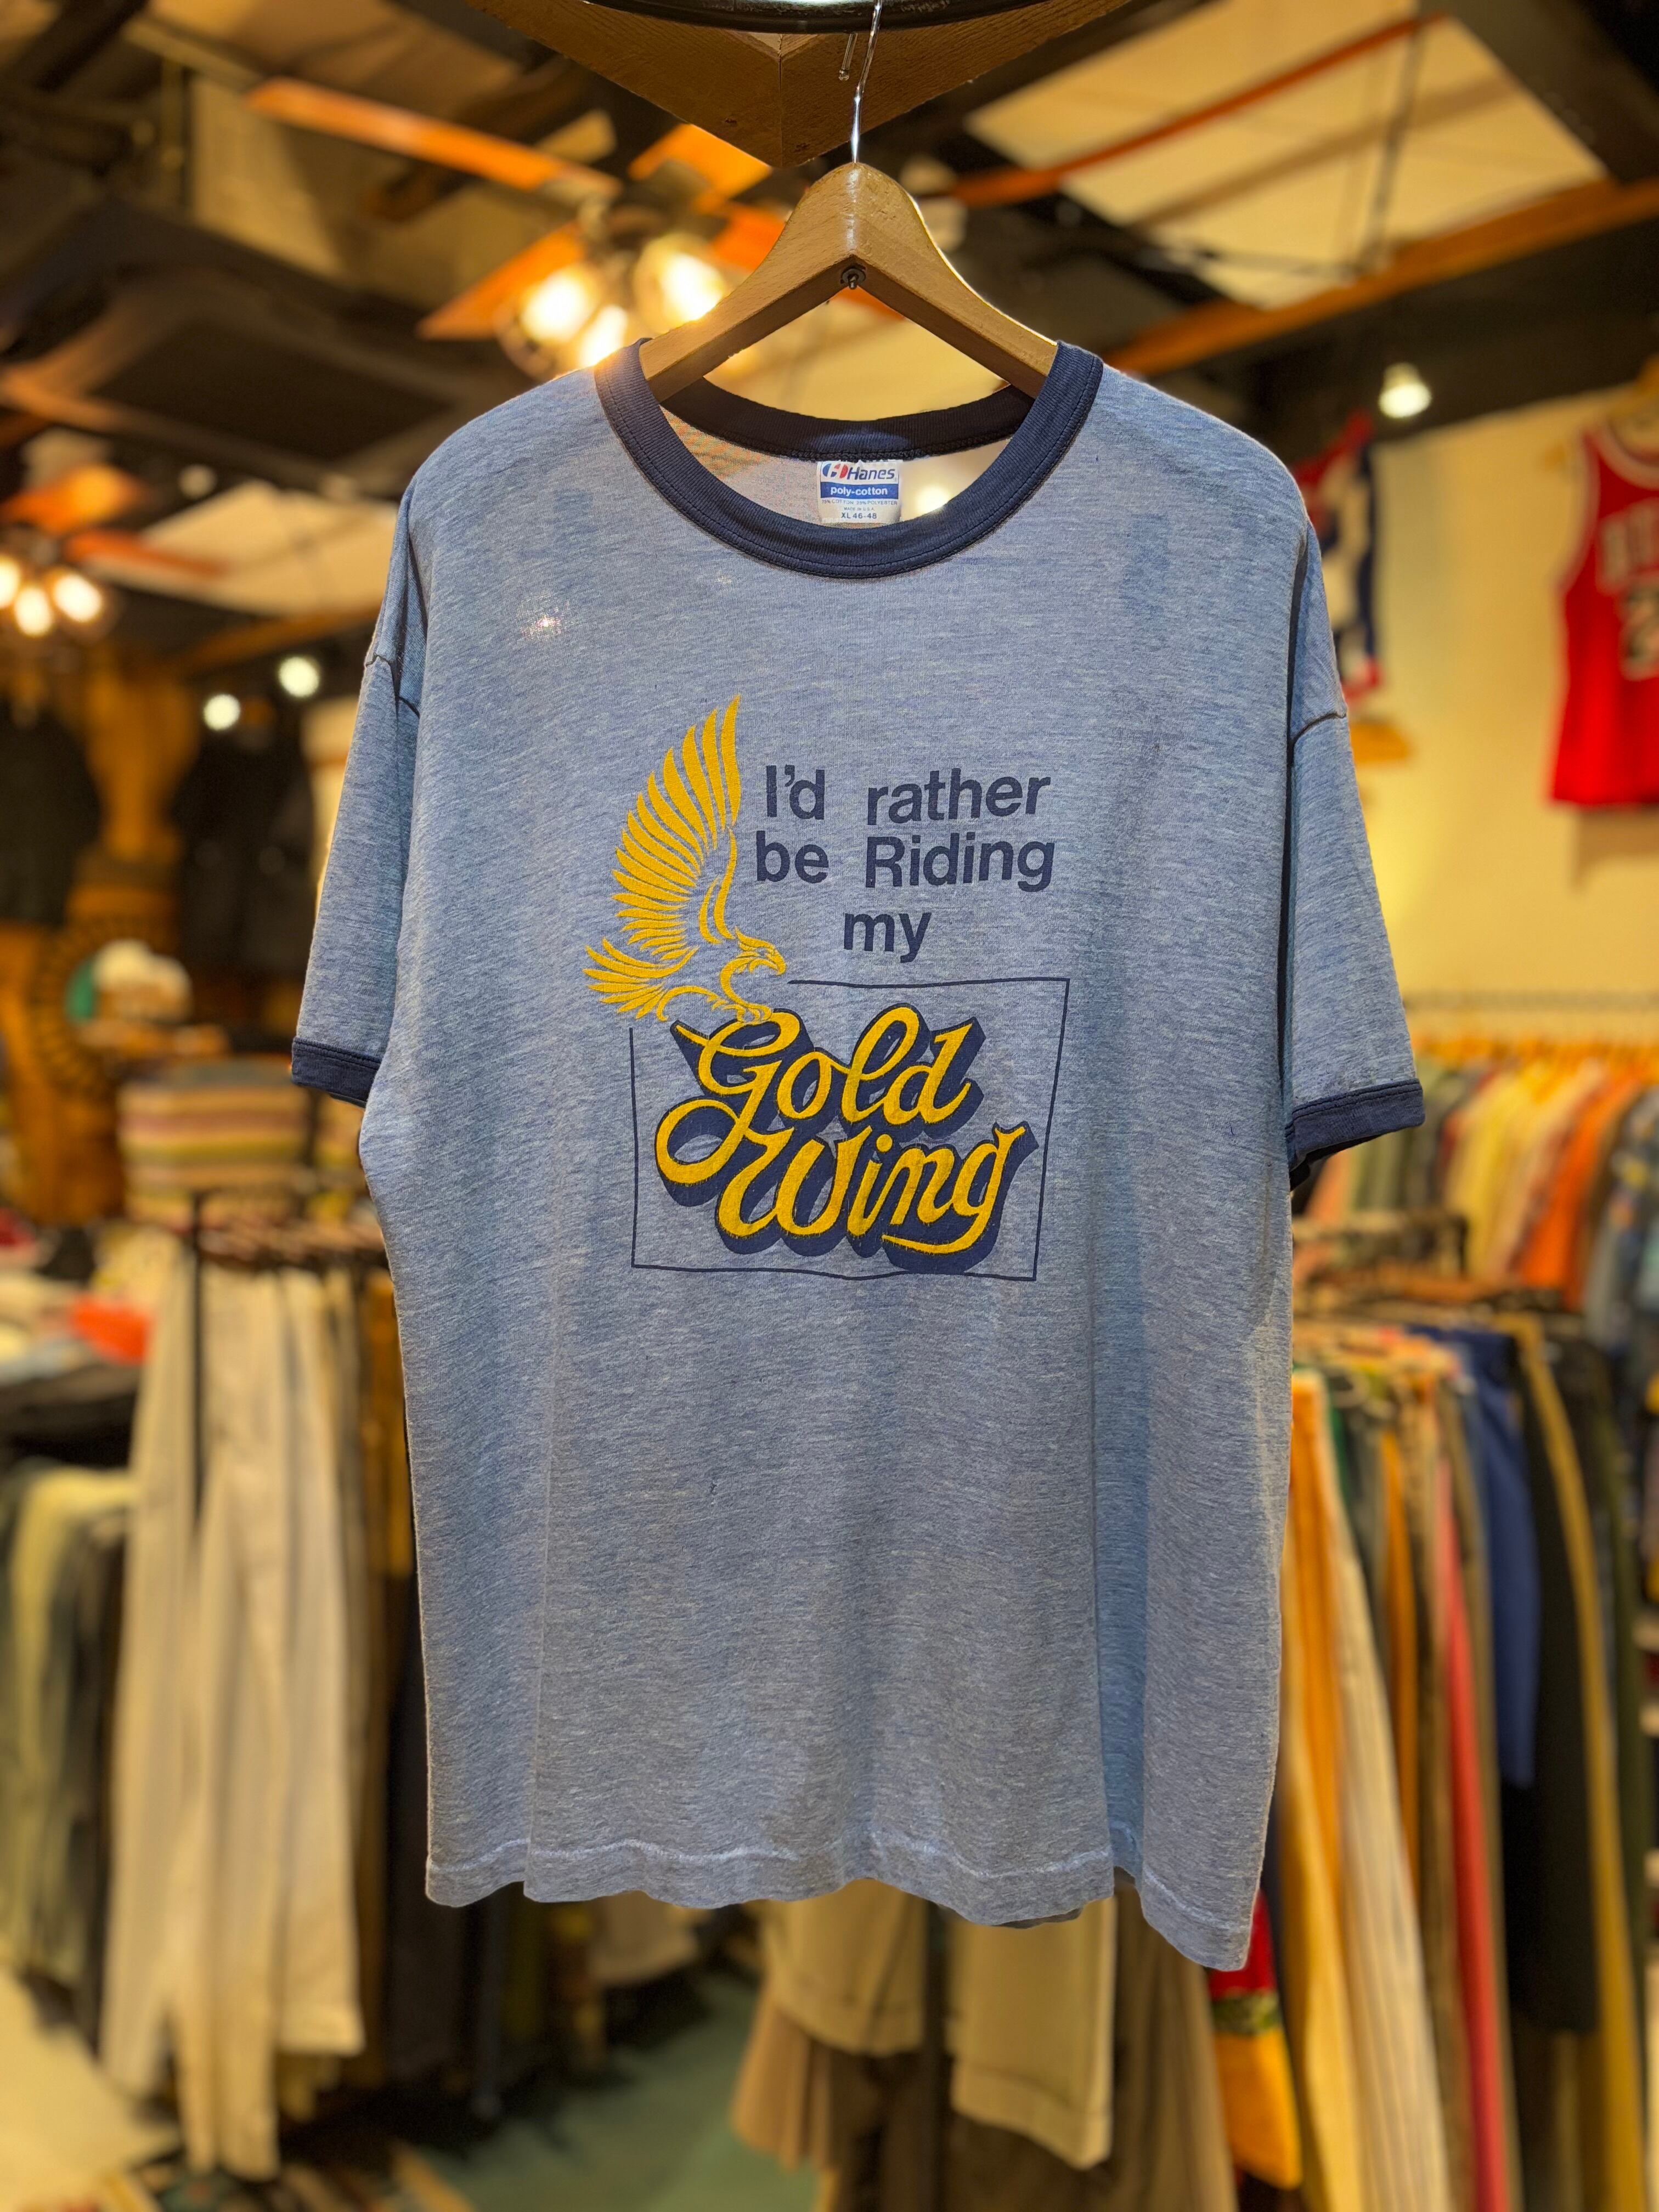 Hanes
poly-cotton
XL 46-48
I'd rather
be Riding
my
Gold
Wing